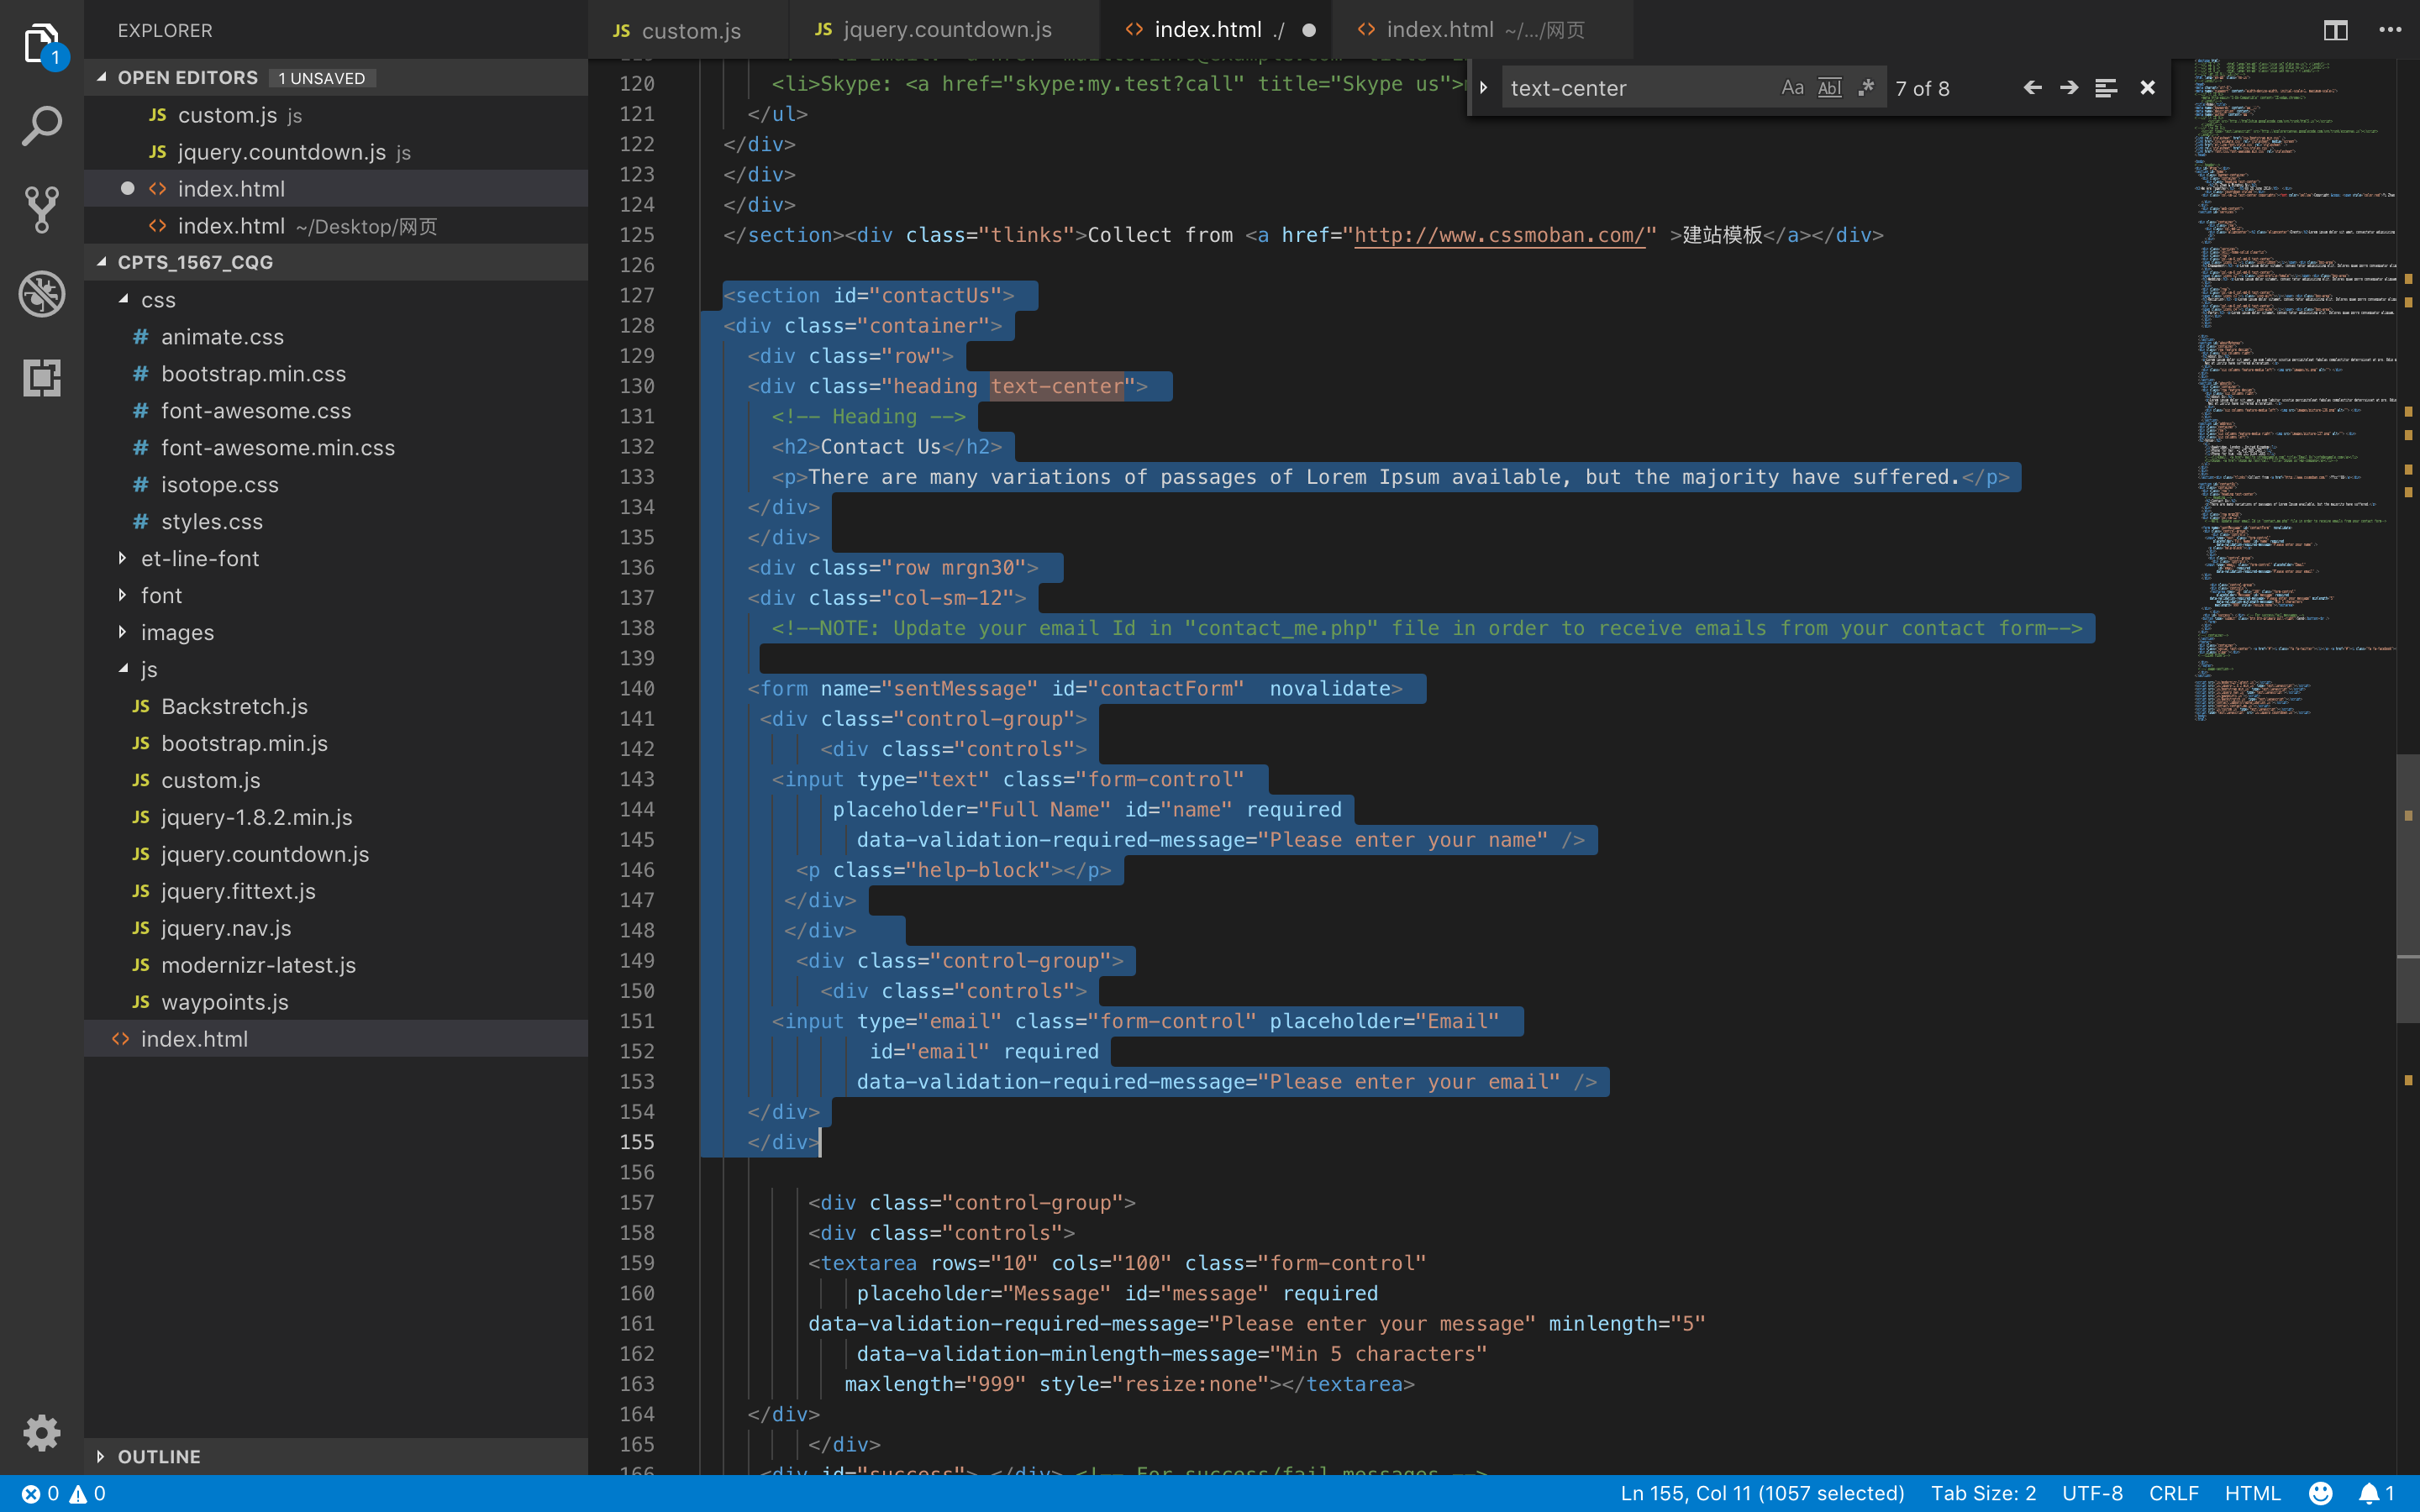 EXPLORER
1
OPEN EDITORS 1 UNSAVED
JS custom.js js
JS jquery.countdown.js js
<> index.html
<> index.html ~/Desktop/网页
CPTS_1567_CQG
css
# animate.css
# bootstrap.min.css
# font-awesome.css
# font-awesome.min.css
# isotope.css
# styles.css
et-line-font
font
images
js
JS Backstretch.js
JS bootstrap.min.js
JS custom.js
JS jquery-1.8.2.min.js
JS jquery.countdown.js
JS jquery.fittext.js
JS jquery.nav.js
JS modernizr-latest.js
JS waypoints.js
<> index.html
OUTLINE
JS custom.js JS jquery.countdown.js <> index.html ./ <> index.html ~/.../网页
text-center Aa Abl .* 7 of 8
120 <li>Skype: <a href="skype:my.test?call" title="Skype us">
121 </ul>
122 </div>
123 </div>
124 </div>
125 </section><div class="tlinks">Collect from <a href="http://www.cssmoban.com/" >建站模板</a></div>
126
127 <section id="contactUs">
128 <div class="container">
129 <div class="row">
130 <div class="heading text-center">
131 <!-- Heading -->
132 <h2>Contact Us</h2>
133 <p>There are many variations of passages of Lorem Ipsum available, but the majority have suffered.</p>
134 </div>
135 </div>
136 <div class="row mrgn30">
137 <div class="col-sm-12">
138 <!--NOTE: Update your email Id in "contact_me.php" file in order to receive emails from your contact form-->
139
140 <form name="sentMessage" id="contactForm"  novalidate>
141 <div class="control-group">
142 <div class="controls">
143 <input type="text" class="form-control"
144 placeholder="Full Name" id="name" required
145 data-validation-required-message="Please enter your name" />
146 <p class="help-block"></p>
147 </div>
148 </div>
149 <div class="control-group">
150 <div class="controls">
151 <input type="email" class="form-control" placeholder="Email"
152 id="email" required
153 data-validation-required-message="Please enter your email" />
154 </div>
155 </div>
156
157 <div class="control-group">
158 <div class="controls">
159 <textarea rows="10" cols="100" class="form-control"
160 placeholder="Message" id="message" required
161 data-validation-required-message="Please enter your message" minlength="5"
162 data-validation-minlength-message="Min 5 characters"
163 maxlength="999" style="resize:none"></textarea>
164 </div>
165 </div>
166 <div id="success"> </div> <!-- For success/fail messages -->
0 0 Ln 155, Col 11 (1057 selected) Tab Size: 2 UTF-8 CRLF HTML 1